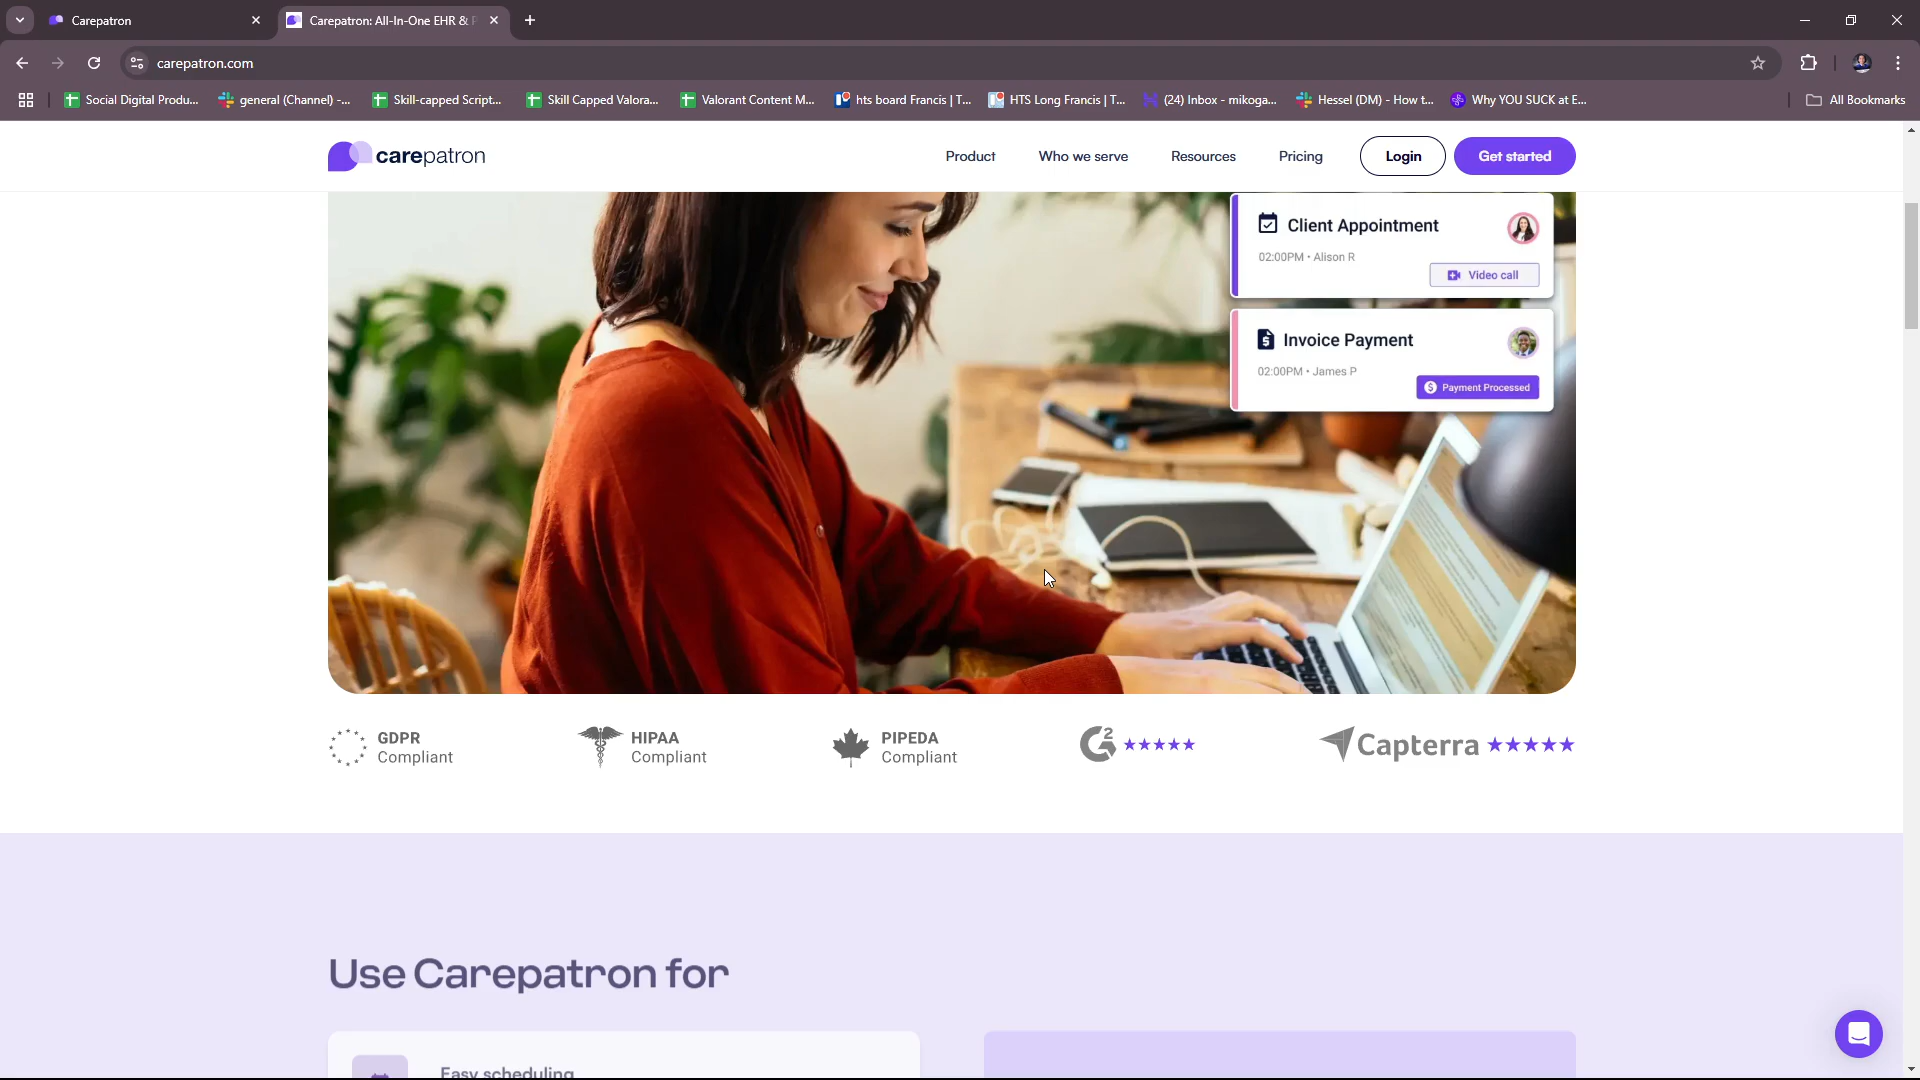 Carepatron
Carepatron: All-In-One EHR & P
carepatron.com
Social Digital Produ...
general (Channel) -...
Skill-capped Script...
Skill Capped Valora...
Valorant Content M...
hts board Francis | T...
HTS Long Francis | T...
(24) Inbox - mikoga...
Hessel (DM) - How t...
Why YOU SUCK at E...
All Bookmarks
carepatron
Product
Who we serve
Resources
Pricing
Login
Get started
Client Appointment
02:00PM • Alison R
Video call
Invoice Payment
02:00PM • James P
Payment Processed
GDPR
Compliant
HIPAA
Compliant
PIPEDA
Compliant
G2
Capterra
Use Carepatron for
Easy scheduling